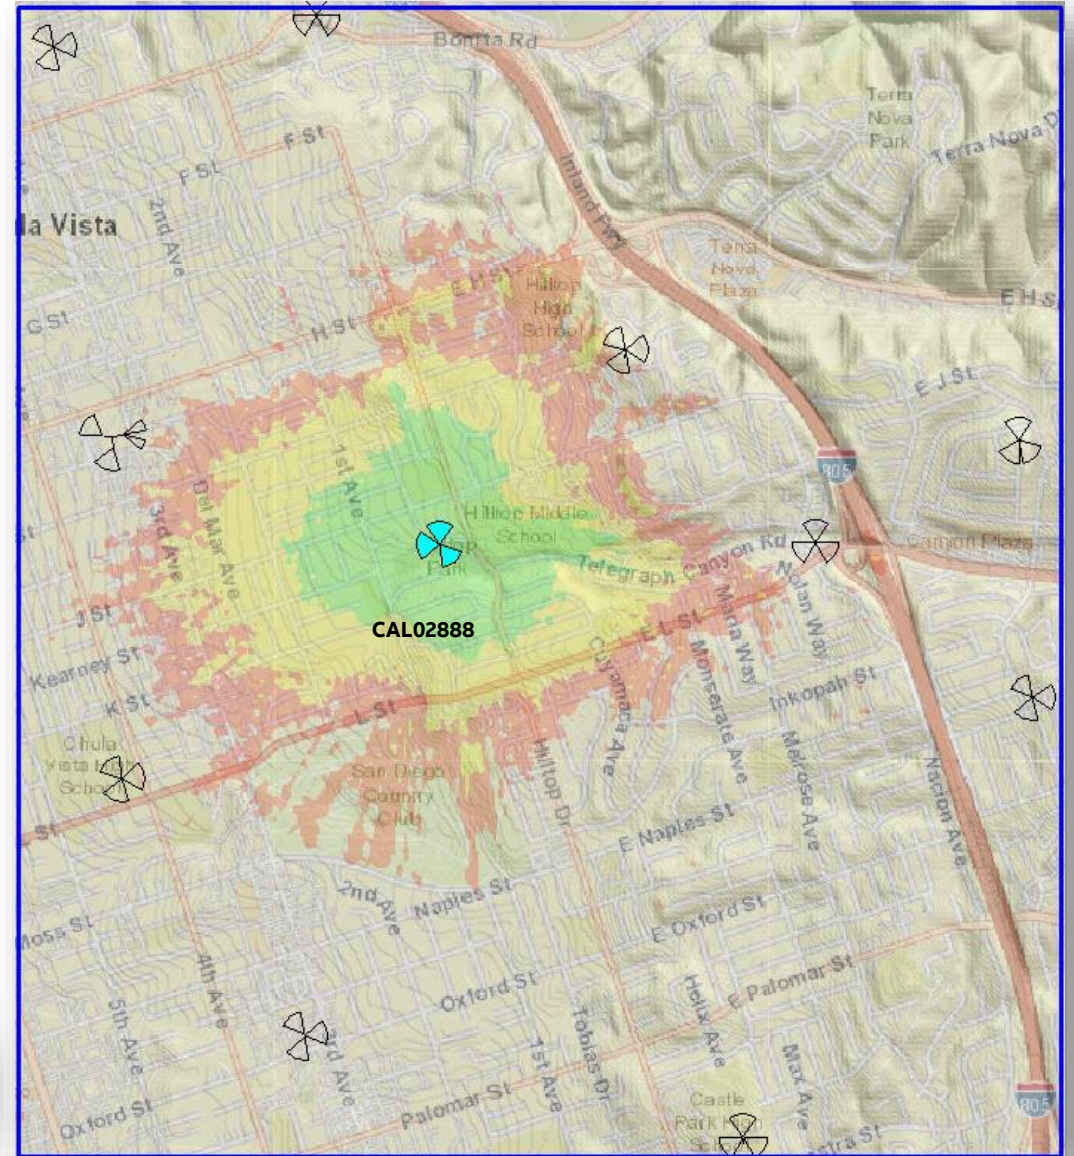 Bonita Rd
Terra
Nova
Park
Terra Nova D
F St
F St
Inland Fwy
la Vista
2nd Ave
Terra
Nova
Plaza
E H St
Hilltop
High
School
E H S
G St
H St
E J St
1st Ave
805
Del Mar Ave
3rd Ave
Hilltop Middle
School
Park
Canyon Plaza
Telegraph Canyon Rd
Nolan Way
J St
CAL02888
E L St
Maria Way
Kearney St
Cuyamaca Ave
Monserate Ave
Inkopah St
K St
L St
Chula
Vista High
School
Hilltop Dr
Melrose Ave
San Diego
Country
Club
Nacion Ave
St
E Naples St
2nd Ave
Naples St
Moss St
E Oxford St
4th Ave
Oxford St
E Palomar St
Helix Ave
5th Ave
3rd Ave
1st Ave
Tobias Dr
Max Ave
Oxford St
Palomar St
Castle
Park High
School
805